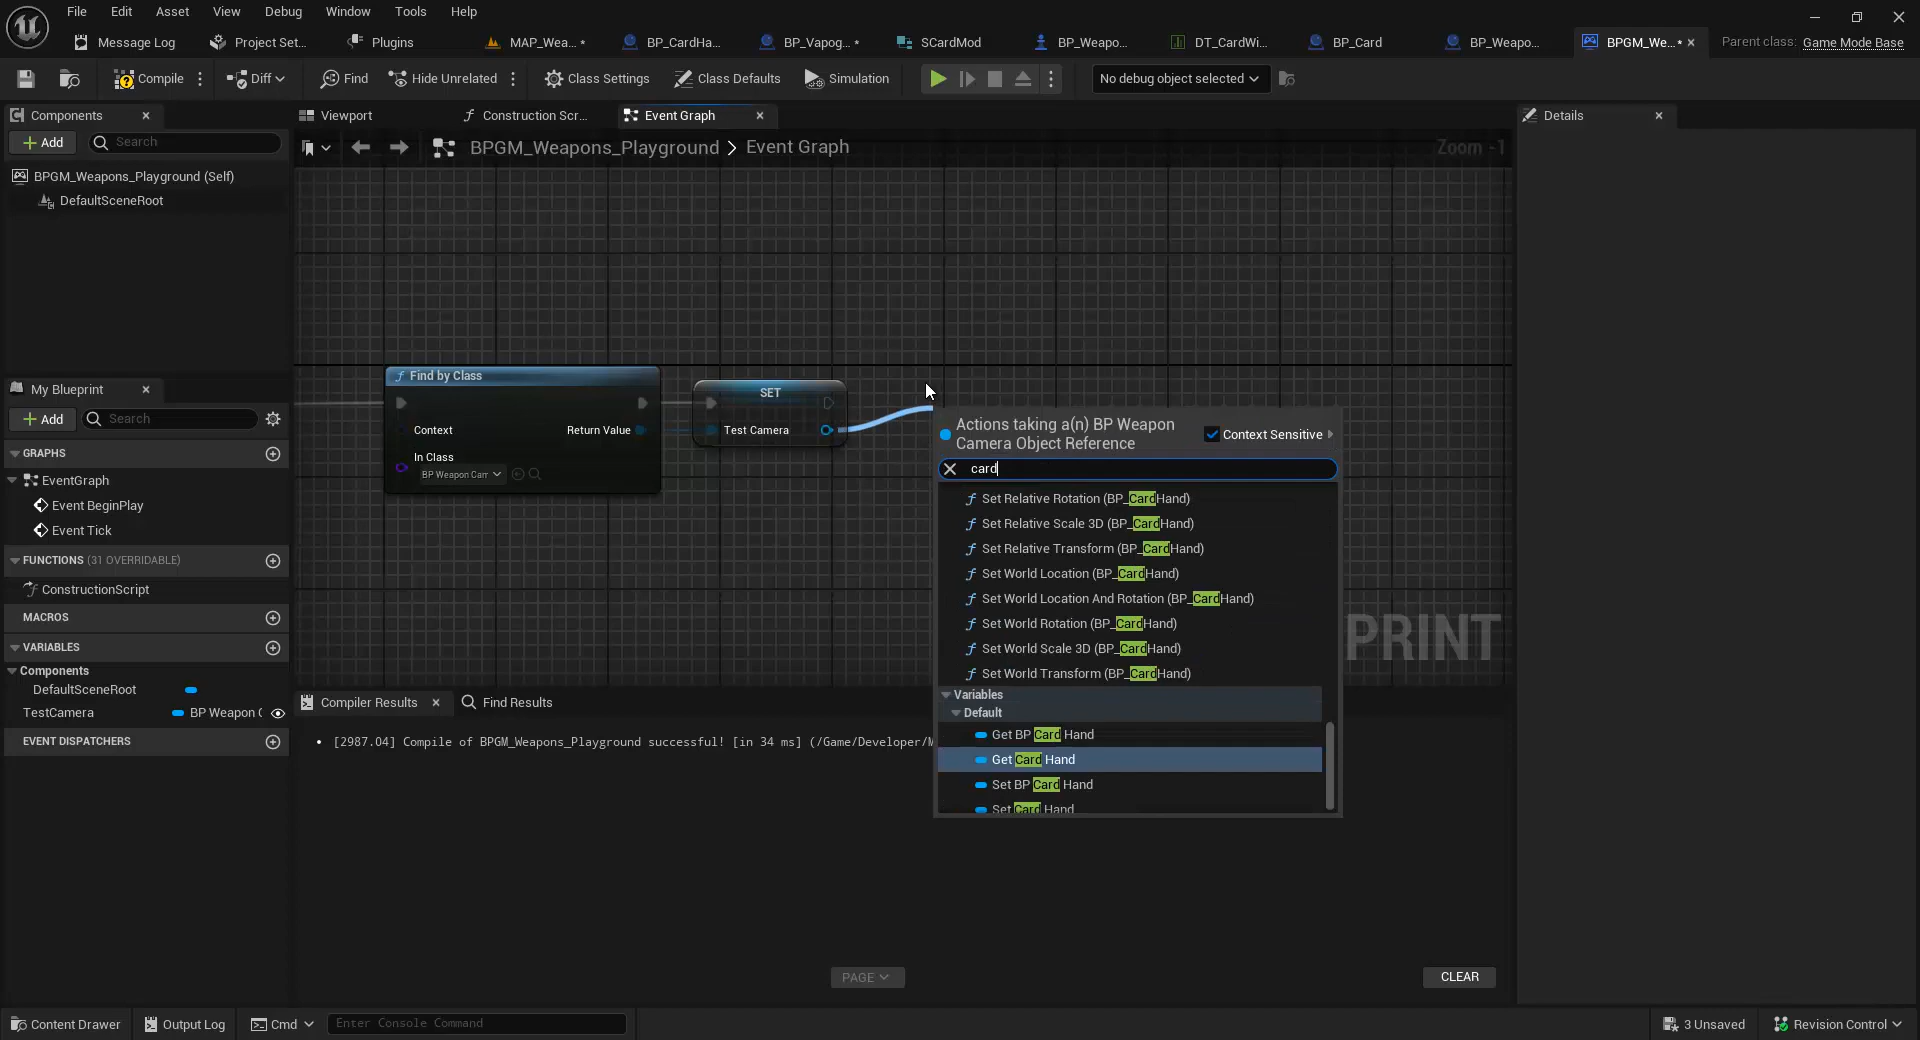 File Edit Asset View Debug Window Tools Help
Message Log Project Set... Plugins MAP_Wea... * BP_CardHa... BP_Vapog... * SCardMod BP_Weapo... DT_CardWi... BP_Card BP_Weapo... BPGM_We... * Parent class: Game Mode Base
Compile Diff Find Hide Unrelated Class Settings Class Defaults Simulation No debug object selected
Components
Add Search
BPGM_Weapons_Playground (Self)
DefaultSceneRoot
Viewport Construction Scr... Event Graph
BPGM_Weapons_Playground > Event Graph Zoom -1
Details
Find by Class
Context Return Value
In Class
BP Weapon Cam
SET
Test Camera
Actions taking a(n) BP Weapon
Camera Object Reference
Context Sensitive
card
Set Relative Rotation (BP_CardHand)
Set Relative Scale 3D (BP_CardHand)
Set Relative Transform (BP_CardHand)
Set World Location (BP_CardHand)
Set World Location And Rotation (BP_CardHand)
Set World Rotation (BP_CardHand)
Set World Scale 3D (BP_CardHand)
Set World Transform (BP_CardHand)
Variables
Default
Get BP Card Hand
Get Card Hand
Set BP Card Hand
Set Card Hand
PRINT
My Blueprint
Add Search
GRAPHS
EventGraph
Event BeginPlay
Event Tick
FUNCTIONS (31 OVERRIDABLE)
ConstructionScript
MACROS
VARIABLES
Components
DefaultSceneRoot
TestCamera BP Weapon C
EVENT DISPATCHERS
Compiler Results Find Results
• [2987.04] Compile of BPGM_Weapons_Playground successful! [in 34 ms] (/Game/Developer/
PAGE CLEAR
Content Drawer Output Log Cmd Enter Console Command 3 Unsaved Revision Control